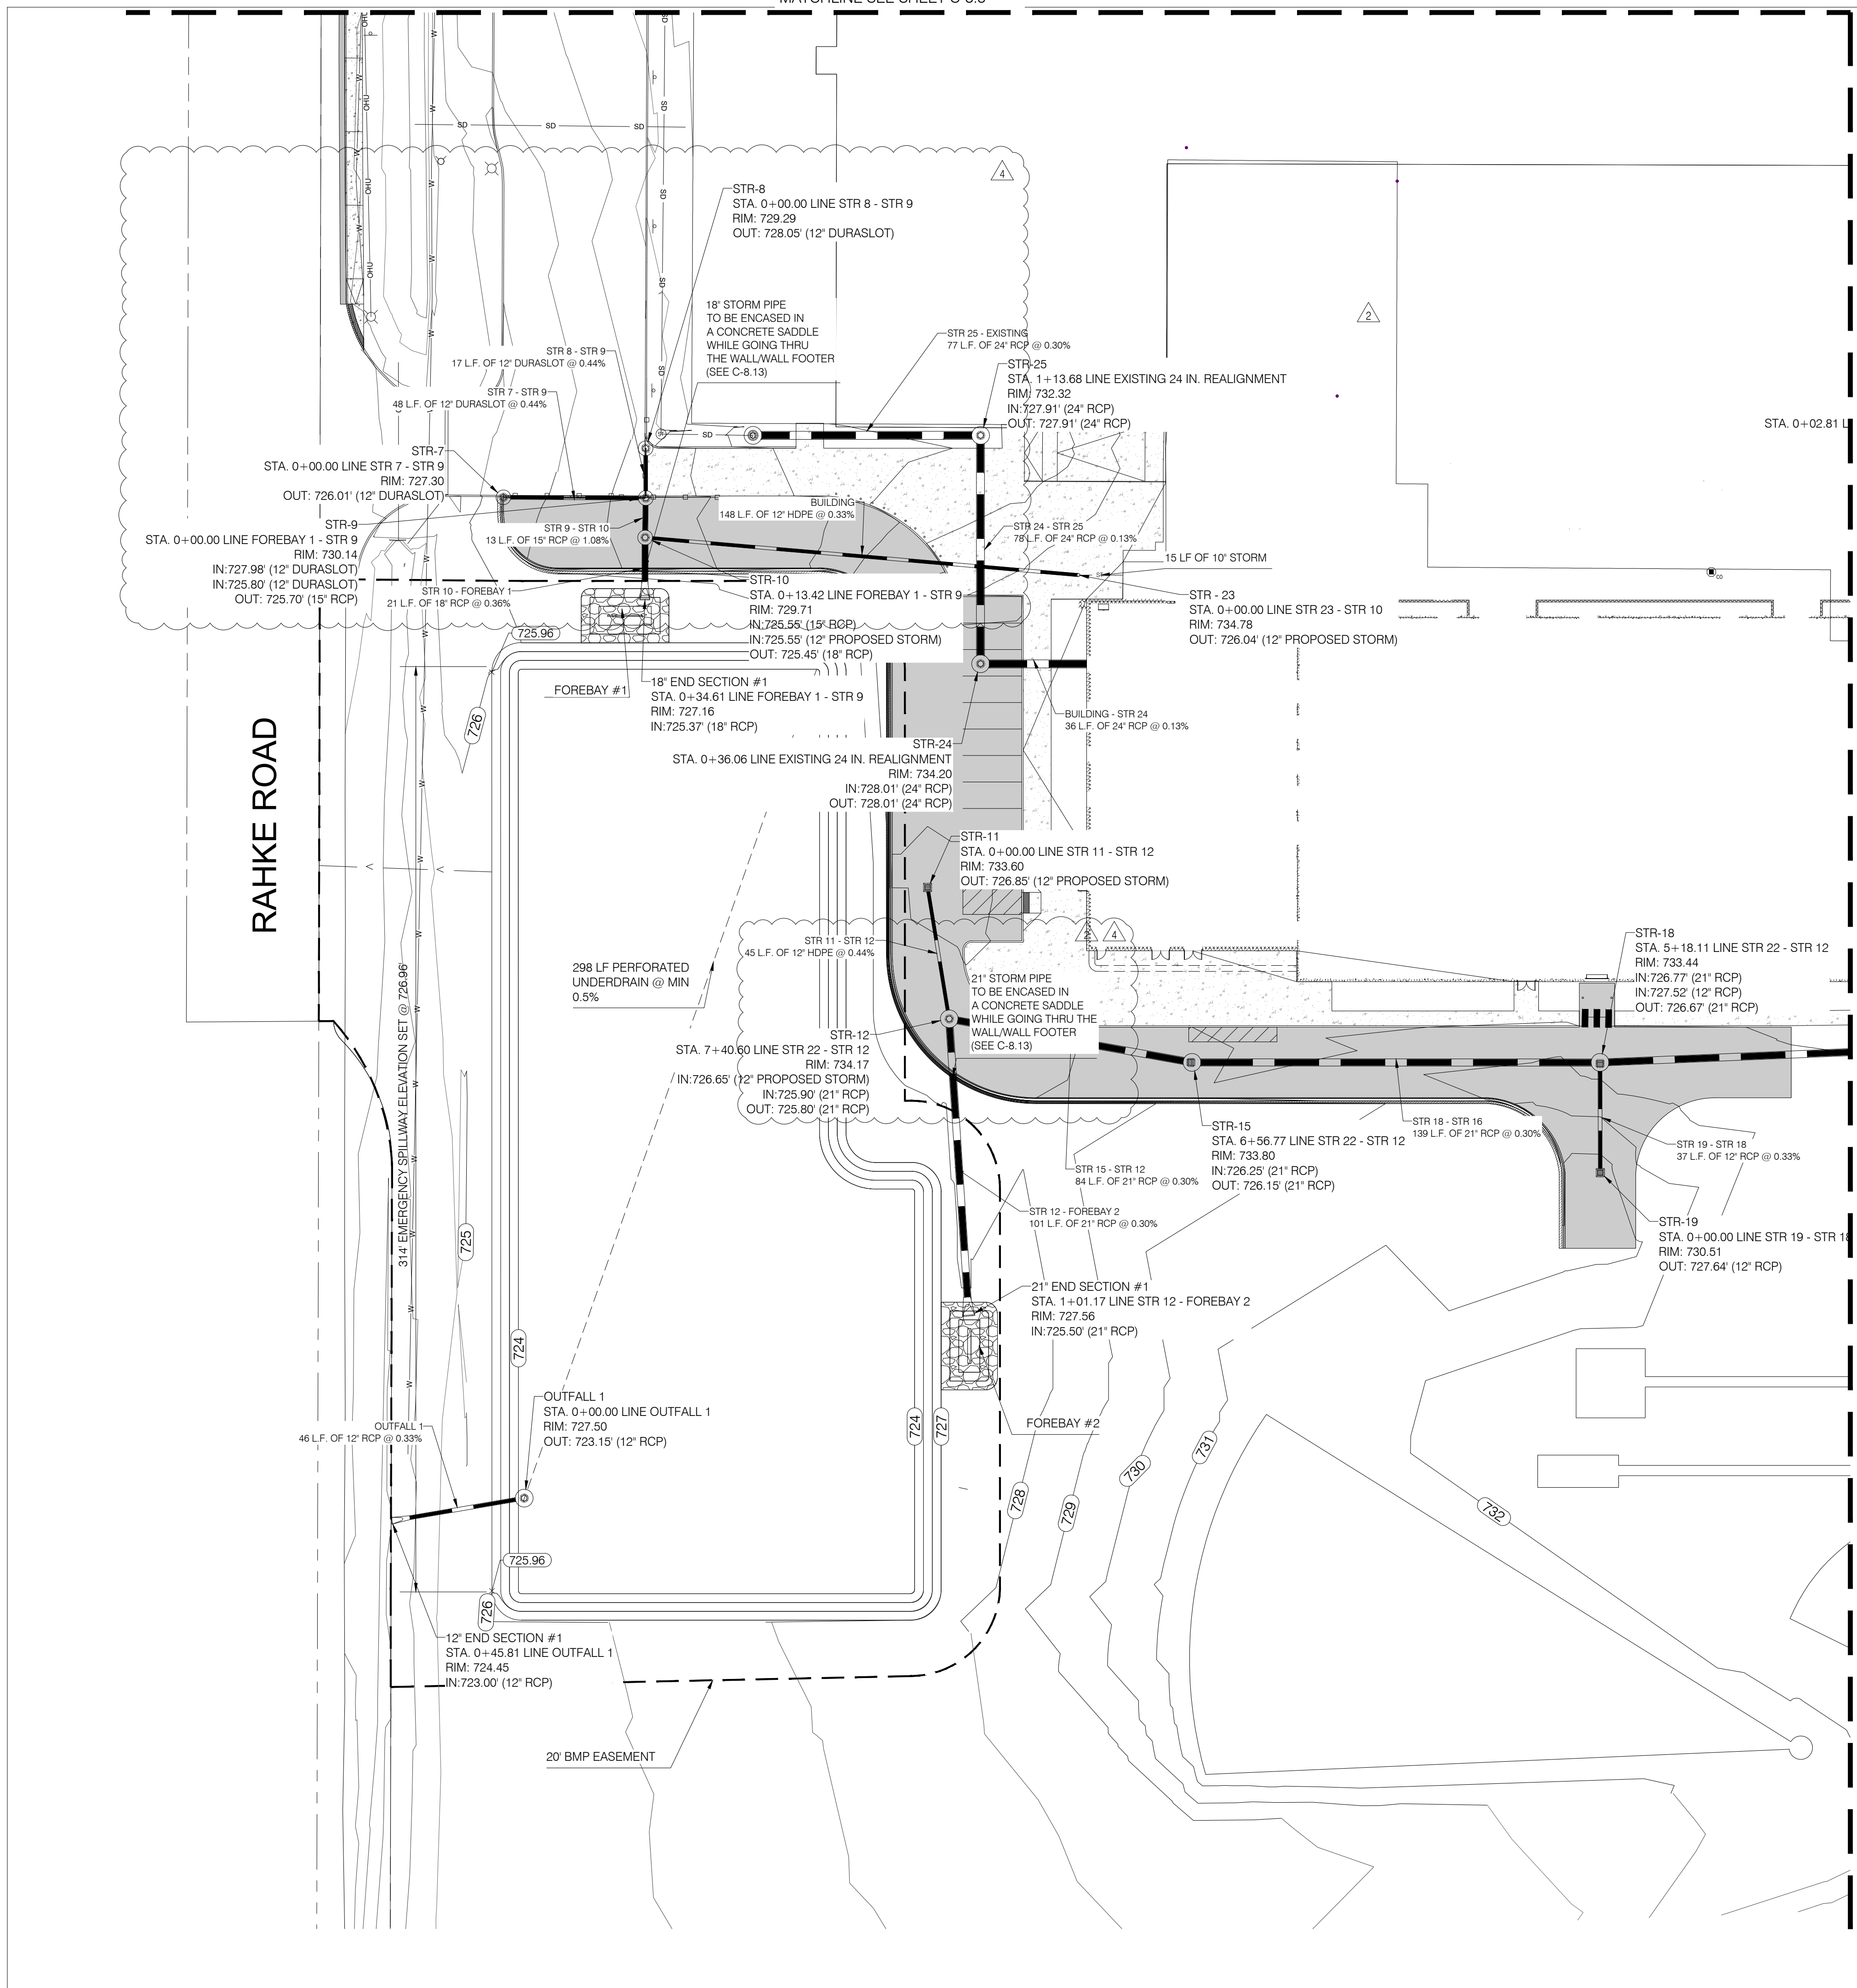 MATCHLINE SEE SHEET C-8.8
4
2
STR-8
STA. 0+00.00 LINE STR 8 - STR 9
RIM: 729.29
OUT: 728.05' (12" DURASLOT)
18" STORM PIPE
TO BE ENCASED IN
A CONCRETE SADDLE
WHILE GOING THRU
THE WALL/WALL FOOTER
(SEE C-8.13)
STR 25 - EXISTING
77 L.F. OF 24" RCP @ 0.30%
STR-25
STA. 1+13.68 LINE EXISTING 24 IN. REALIGNMENT
RIM: 732.32
IN:727.91' (24" RCP)
OUT: 727.91' (24" RCP)
STR 8 - STR 9
17 L.F. OF 12" DURASLOT @ 0.44%
STR 7 - STR 9
48 L.F. OF 12" DURASLOT @ 0.44%
STA. 0+02.81 L
STR-7
STA. 0+00.00 LINE STR 7 - STR 9
RIM: 727.30
OUT: 726.01' (12" DURASLOT)
STR-9
STA. 0+00.00 LINE FOREBAY 1 - STR 9
RIM: 730.14
IN:727.98' (12" DURASLOT)
IN:725.80' (12" DURASLOT)
OUT: 725.70' (15" RCP)
BUILDING
148 L.F. OF 12" HDPE @ 0.33%
STR 9 - STR 10
13 L.F. OF 15" RCP @ 1.08%
STR 24 - STR 25
78 L.F. OF 24" RCP @ 0.13%
15 LF OF 10" STORM
STR 10 - FOREBAY 1
21 L.F. OF 18" RCP @ 0.36%
STR-10
STA. 0+13.42 LINE FOREBAY 1 - STR 9
RIM: 729.71
IN:725.55' (15" RCP)
IN:725.55' (12" PROPOSED STORM)
OUT: 725.45' (18" RCP)
STR - 23
STA. 0+00.00 LINE STR 23 - STR 10
RIM: 734.78
OUT: 726.04' (12" PROPOSED STORM)
CO
725.96
726
FOREBAY #1
18" END SECTION #1
STA. 0+34.61 LINE FOREBAY 1 - STR 9
RIM: 727.16
IN:725.37' (18" RCP)
BUILDING - STR 24
36 L.F. OF 24" RCP @ 0.13%
STR-24
STA. 0+36.06 LINE EXISTING 24 IN. REALIGNMENT
RIM: 734.20
IN:728.01' (24" RCP)
OUT: 728.01' (24" RCP)
RAHKE ROAD
STR-11
STA. 0+00.00 LINE STR 11 - STR 12
RIM: 733.60
OUT: 726.85' (12" PROPOSED STORM)
STR 11 - STR 12
45 L.F. OF 12" HDPE @ 0.44%
4
298 LF PERFORATED
UNDERDRAIN @ MIN
0.5%
314' EMERGENCY SPILLWAY ELEVATION SET @ 726.96'
21" STORM PIPE
TO BE ENCASED IN
A CONCRETE SADDLE
WHILE GOING THRU THE
WALL/WALL FOOTER
(SEE C-8.13)
STR-18
STA. 5+18.11 LINE STR 22 - STR 12
RIM: 733.44
IN:726.77' (21" RCP)
IN:727.52' (12" RCP)
OUT: 726.67' (21" RCP)
STR-12
STA. 7+40.60 LINE STR 22 - STR 12
RIM: 734.17
IN:726.65' (12" PROPOSED STORM)
IN:725.90' (21" RCP)
OUT: 725.80' (21" RCP)
STR-15
STA. 6+56.77 LINE STR 22 - STR 12
RIM: 733.80
IN:726.25' (21" RCP)
OUT: 726.15' (21" RCP)
STR 18 - STR 16
139 L.F. OF 21" RCP @ 0.30%
STR 19 - STR 18
37 L.F. OF 12" RCP @ 0.33%
STR 15 - STR 12
84 L.F. OF 21" RCP @ 0.30%
STR 12 - FOREBAY 2
101 L.F. OF 21" RCP @ 0.30%
STR-19
STA. 0+00.00 LINE STR 19 - STR 18
RIM: 730.51
OUT: 727.64' (12" RCP)
725
724
21" END SECTION #1
STA. 1+01.17 LINE STR 12 - FOREBAY 2
RIM: 727.56
IN:725.50' (21" RCP)
OUTFALL 1
STA. 0+00.00 LINE OUTFALL 1
RIM: 727.50
OUT: 723.15' (12" RCP)
OUTFALL 1
46 L.F. OF 12" RCP @ 0.33%
724
727
FOREBAY #2
728
729
730
731
732
725.96
726
12" END SECTION #1
STA. 0+45.81 LINE OUTFALL 1
RIM: 724.45
IN:723.00' (12" RCP)
20' BMP EASEMENT